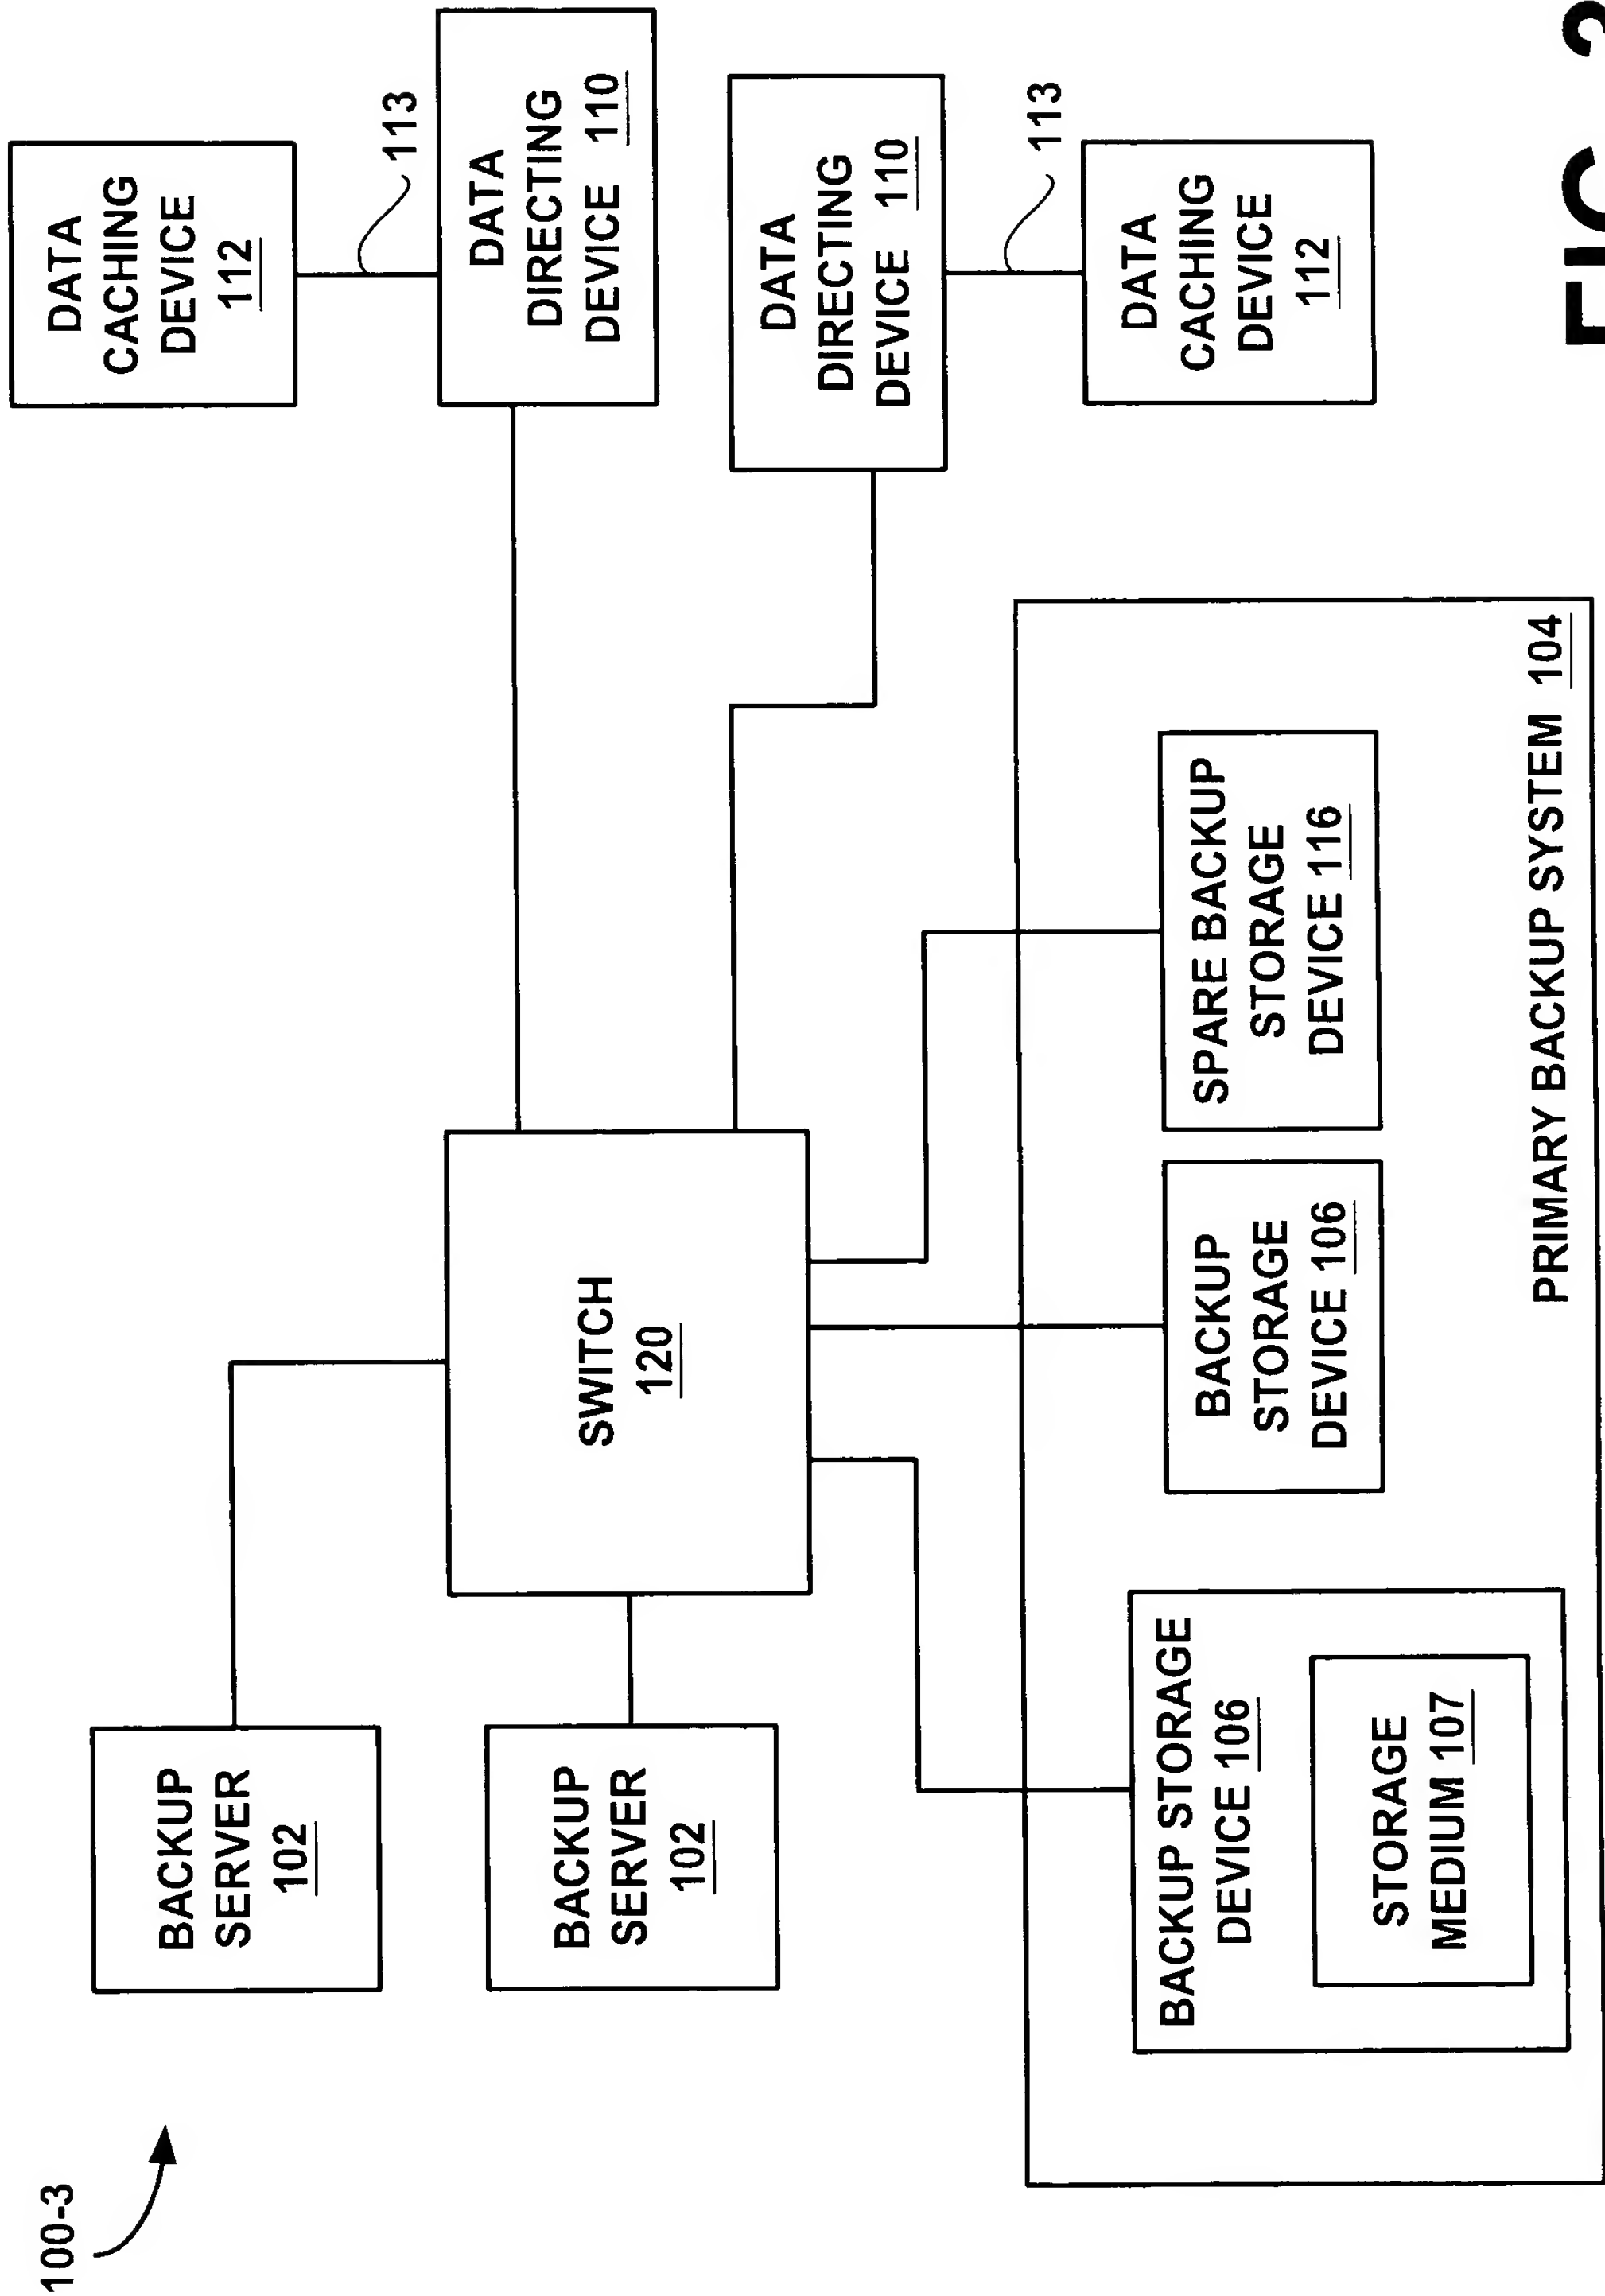 100-3
BACKUP
SERVER
102
DATA
CACHING
DEVICE
112
113
BACKUP
SERVER
102
SWITCH
120
DATA
DIRECTING
DEVICE 110
DATA
DIRECTING
DEVICE 110
113
DATA
CACHING
DEVICE
112
BACKUP STORAGE
DEVICE 106
STORAGE
MEDIUM 107
BACKUP
STORAGE
DEVICE 106
SPARE BACKUP
STORAGE
DEVICE 116
PRIMARY BACKUP SYSTEM 104
FIG